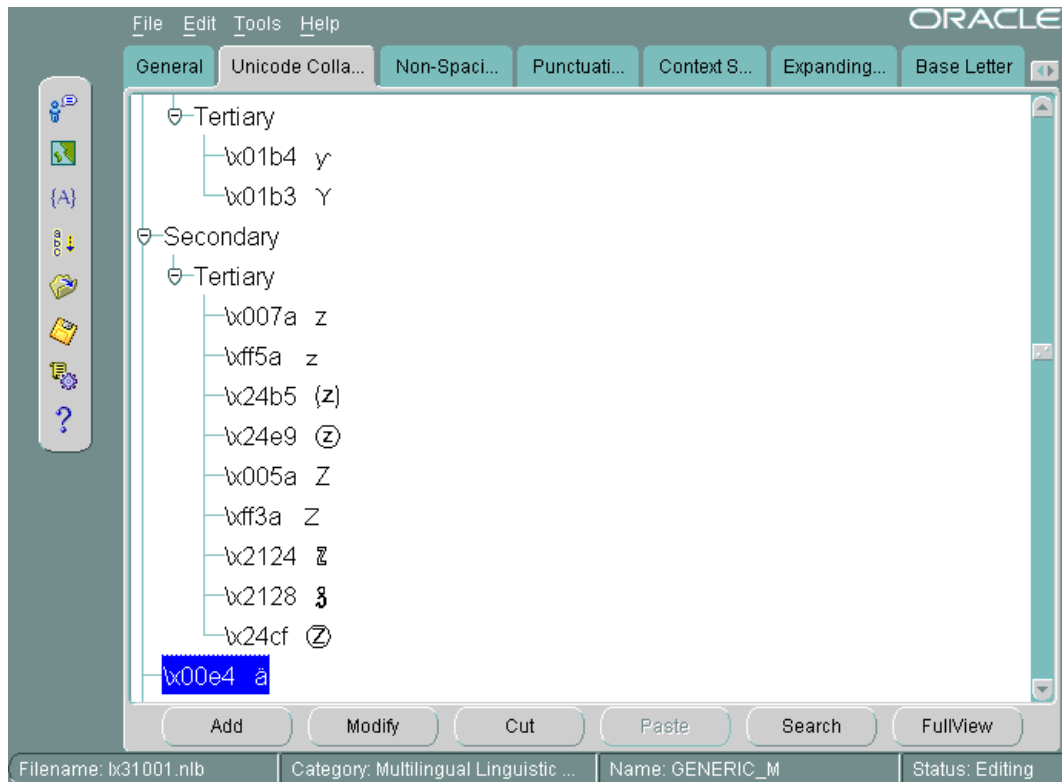 File Edit Tools Help ORACLE
General Unicode Colla... Non-Spaci... Punctuati... Context S... Expanding... Base Letter
{A}
a
b
c
?
Tertiary
\x01b4 ƴ
\x01b3 Ƴ
Secondary
Tertiary
\x007a z
\xff5a z
\x24b5 ⒵
\x24e9 ⓩ
\x005a Z
\xff3a Z
\x2124 ℤ
\x2128 ℨ
\x24cf Ⓩ
\x00e4 ä
Add Modify Cut Paste Search FullView
Filename: lx31001.nlb Category: Multilingual Linguistic ... Name: GENERIC_M Status: Editing